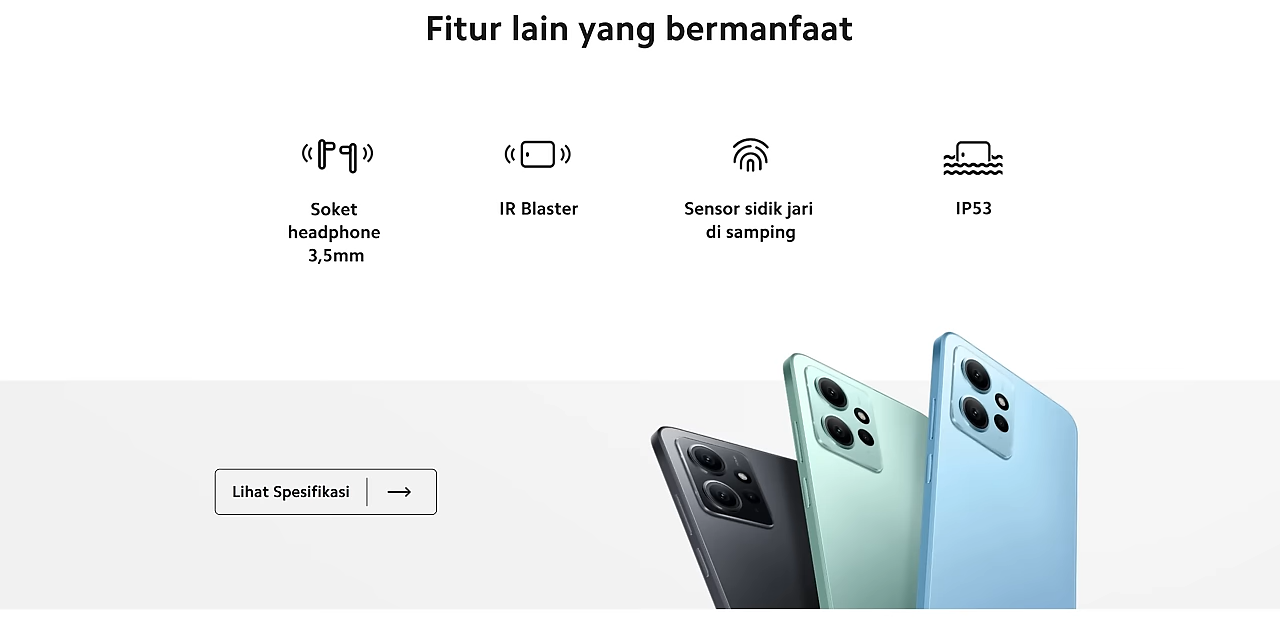 Fitur lain yang bermanfaat
Soket
headphone
3,5mm
IR Blaster
Sensor sidik jari
di samping
IP53
Lihat Spesifikasi